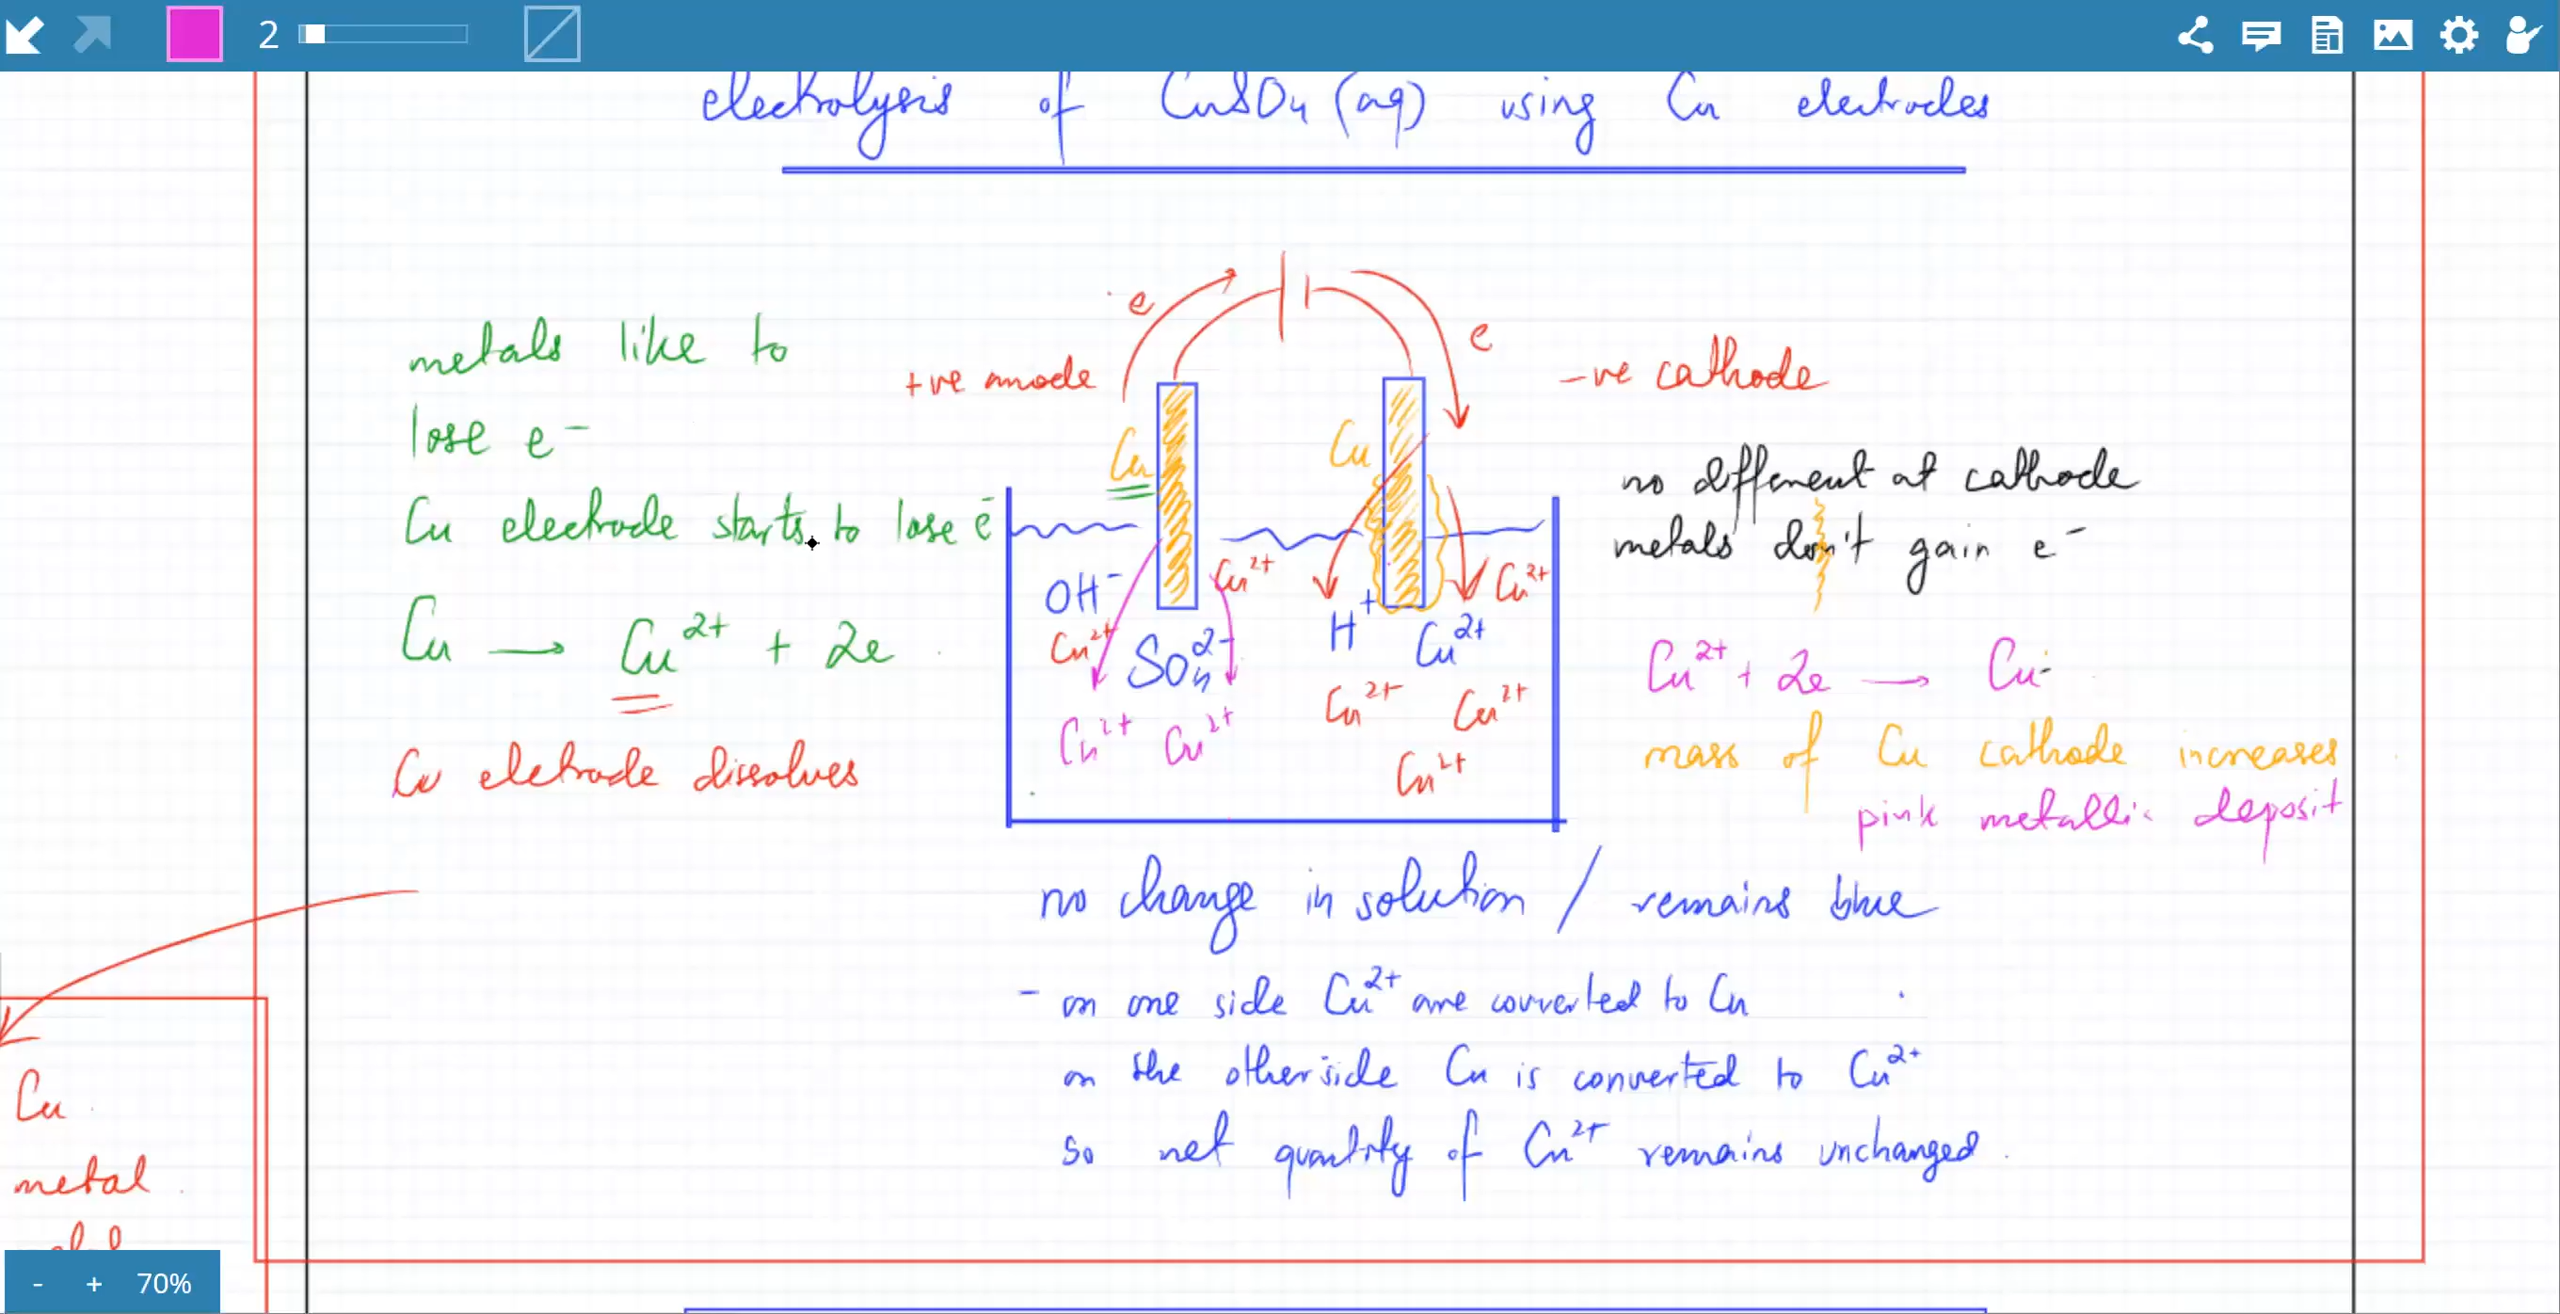 2
electrolysis of CuSO4 (aq) using Cu electrodes
metals like to
lose e⁻
Cu electrode starts to lose e⁻
Cu → Cu²⁺ + 2e
Cu eletrode dissolves
e
e
+ve anode
-ve cathode
Cu
Cu
OH⁻
Cu²⁺
Cu²⁺
SO₄²⁻
Cu²⁺ Cu²⁺
H⁺
Cu²⁺
Cu²⁺
Cu²⁺
Cu²⁺
Cu²⁺
no different at cathode
metals don't gain e⁻
Cu²⁺ + 2e → Cu
mass of Cu cathode increases
pink metallic deposit
no change in solution / remains blue
- on one side Cu²⁺ are converted to Cu
on the otherside Cu is converted to Cu²⁺
so net quantity of Cu²⁺ remains unchanged
Cu
metal
- + 70%